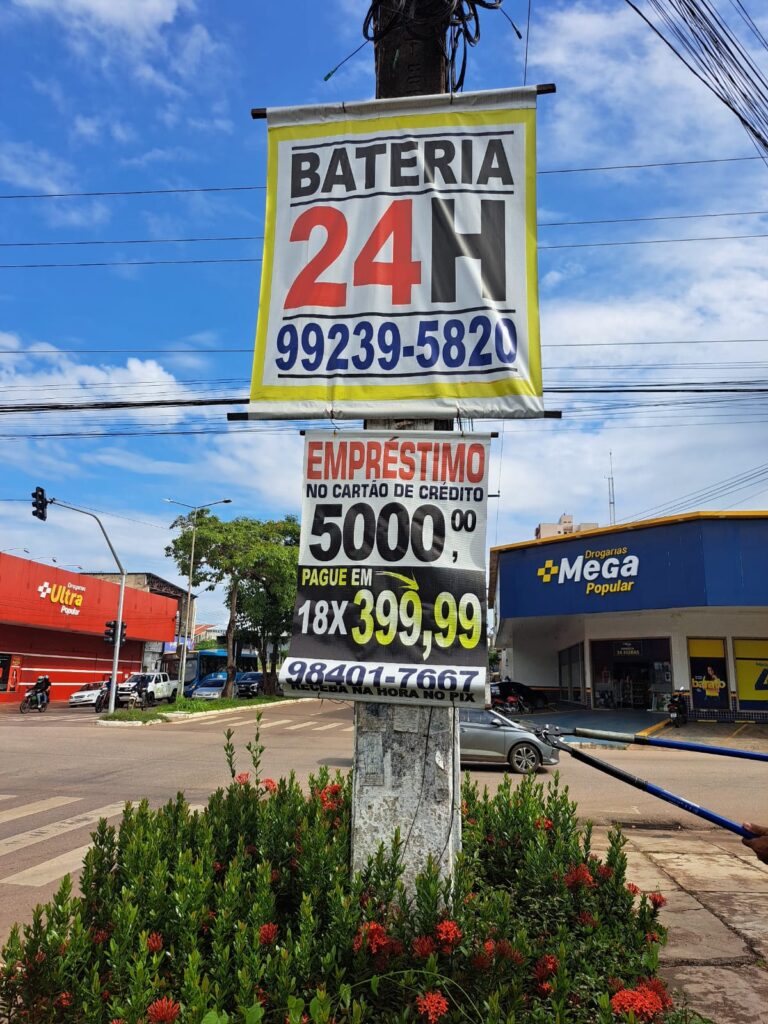 BATERIA
24H
99239-5820
EMPRÉSTIMO
NO CARTÃO DE CRÉDITO
5000,00
PAGUE EM
18X 399,99
98401-7667
RECEBA NA HORA NO PIX
Drogarias
Ultra
Popular
Drogarias
Mega
Popular